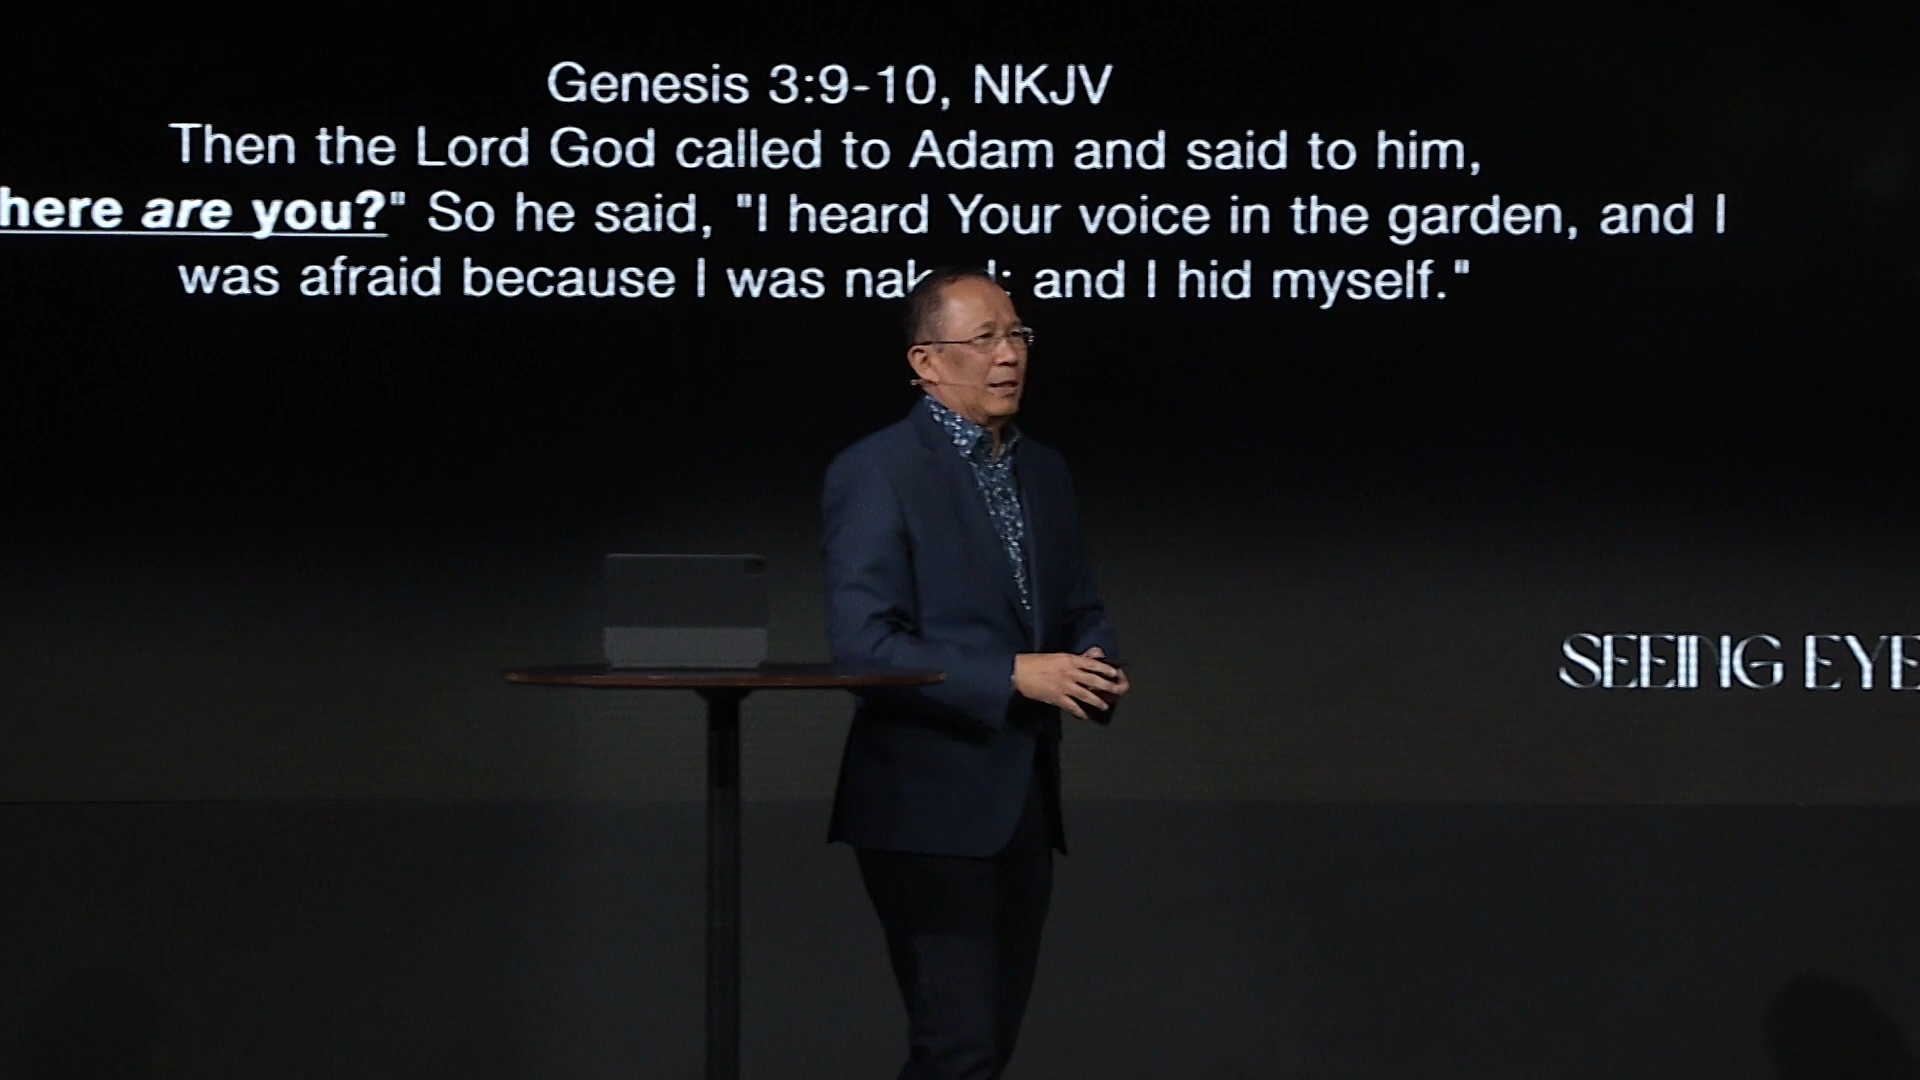 Genesis 3:9-10, NKJV
Then the Lord God called to Adam and said to him,
here are you?" So he said, "I heard Your voice in the garden, and I
was afraid because I was and I hid myself."
SEEING EYE